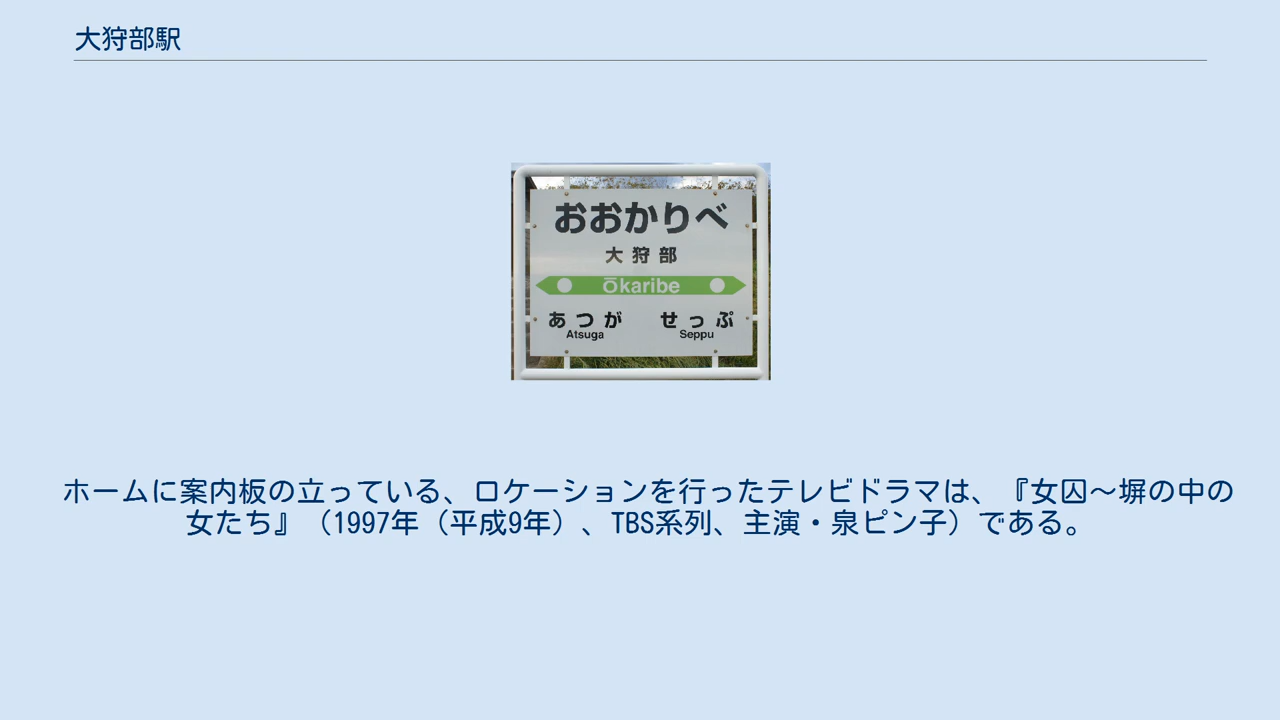 大狩部駅
おおかりべ
大狩部
Ōkaribe
あつが せっぷ
Atsuga Seppu
ホームに案内板の立っている、ロケーションを行ったテレビドラマは、『女囚～塀の中の
女たち』（1997年（平成9年）、TBS系列、主演・泉ピン子）である。